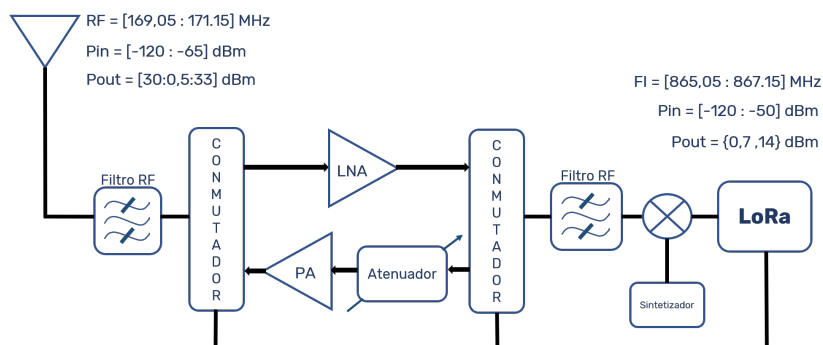 RF = [169,05 : 171.15] MHz
Pin = [-120 : -65] dBm
Pout = [30:0,5:33] dBm
FI = [865,05 : 867.15] MHz
Pin = [-120 : -50] dBm
Pout = {0,7 ,14} dBm
Filtro RF
CONMUTADOR
LNA
PA
Atenuador
CONMUTADOR
Filtro RF
LoRa
Sintetizador